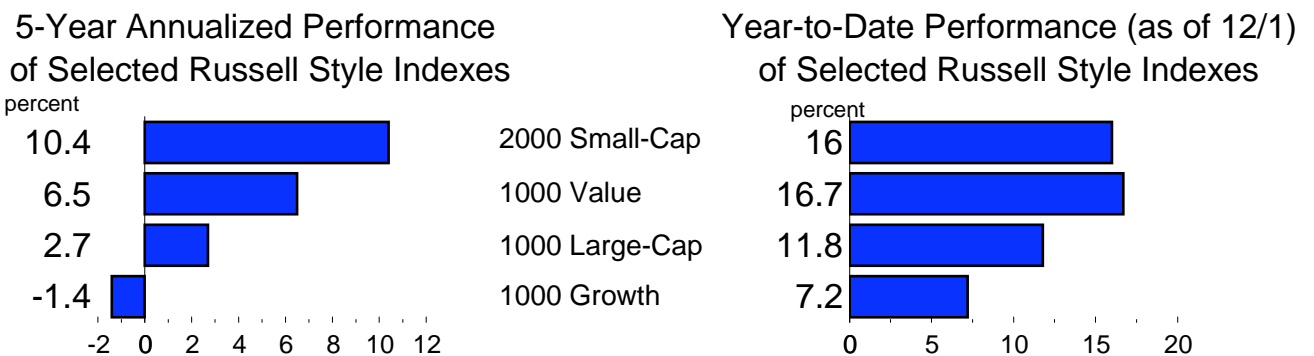 5-Year Annualized Performance
of Selected Russell Style Indexes
percent
10.4
6.5
2.7
-1.4
-2 0 2 4 6 8 10 12
2000 Small-Cap
1000 Value
1000 Large-Cap
1000 Growth
Year-to-Date Performance (as of 12/1)
of Selected Russell Style Indexes
percent
16
16.7
11.8
7.2
0 5 10 15 20